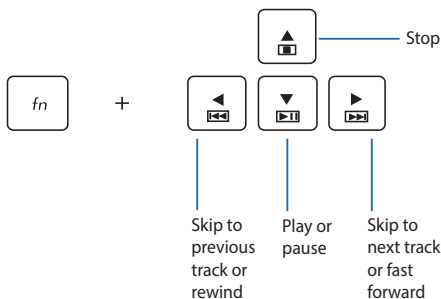 Stop
fn
+
Skip to
previous
track or
rewind
Play or
pause
Skip to
next track
or fast
forward